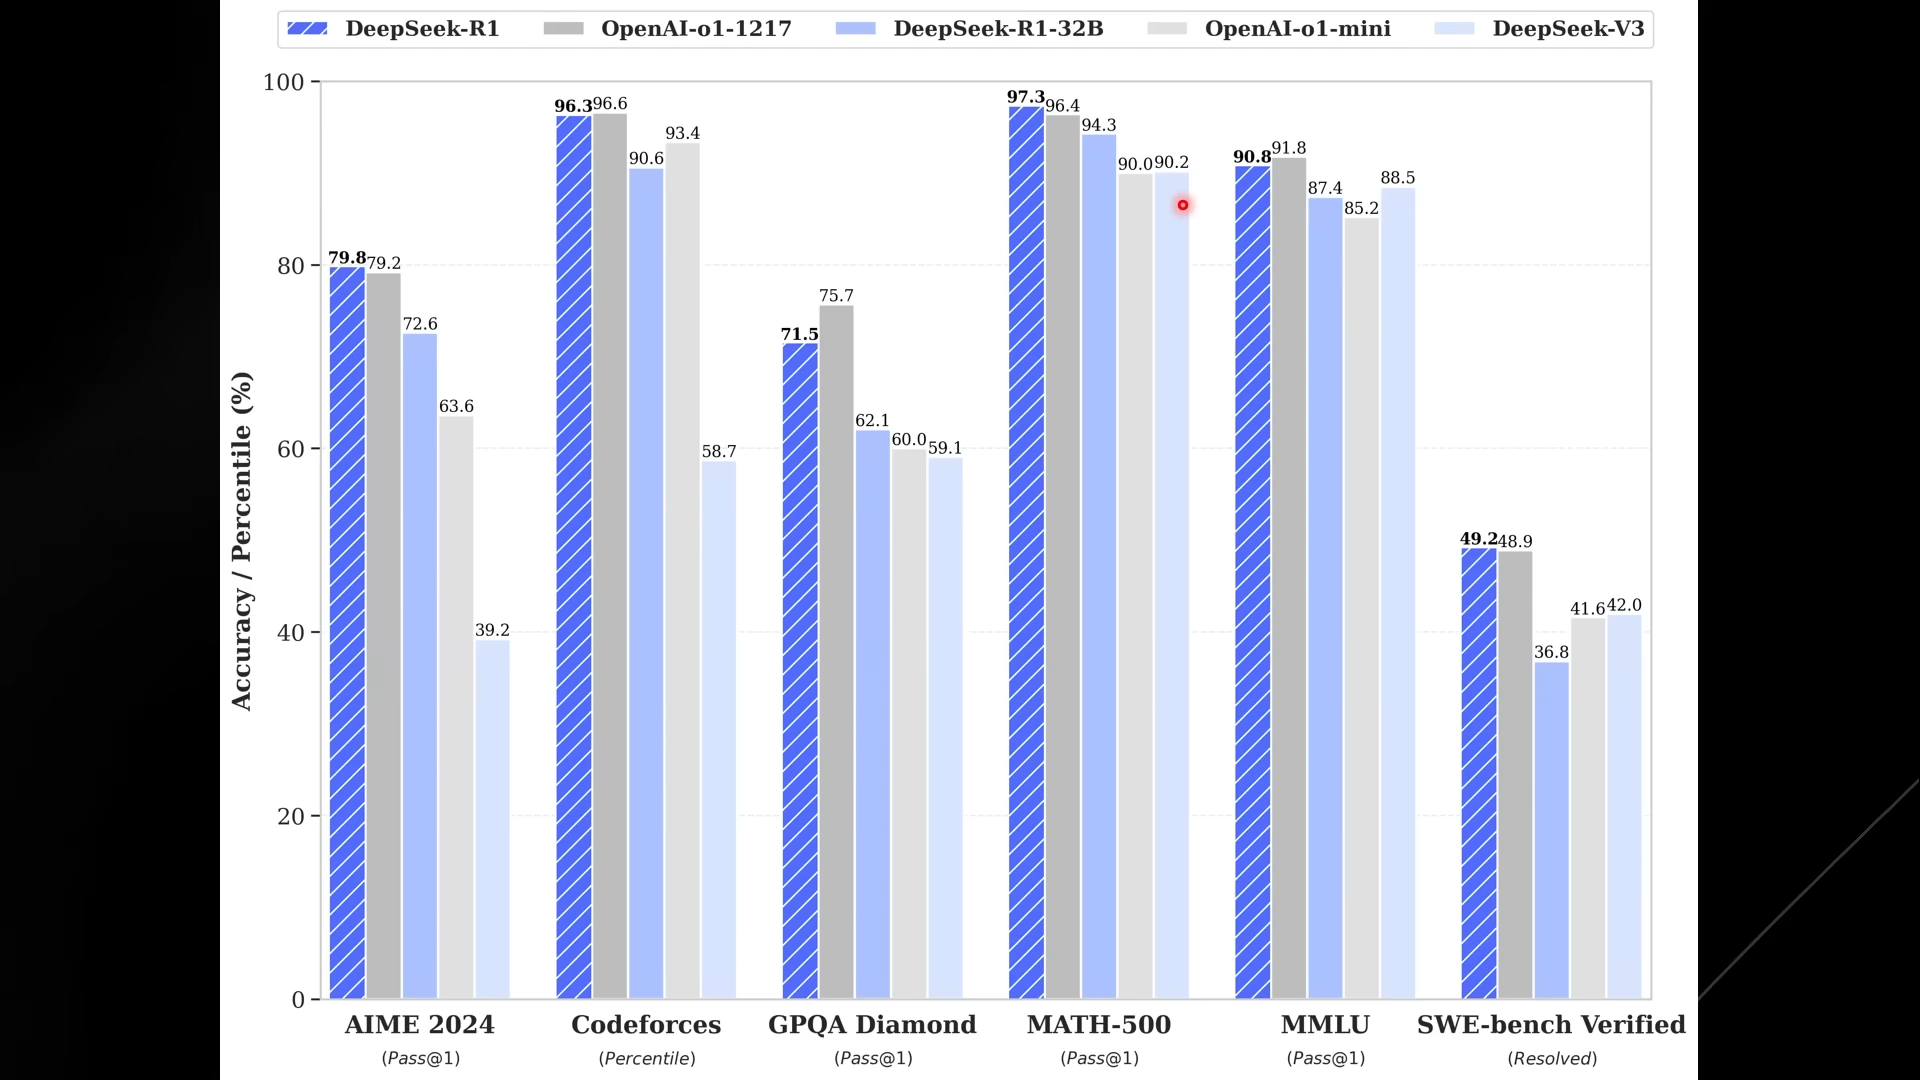 DeepSeek-R1 OpenAI-o1-1217 DeepSeek-R1-32B OpenAI-o1-mini DeepSeek-V3
Accuracy / Percentile (%)
100
80
60
40
20
0
79.8 79.2 72.6 63.6 39.2
96.3 96.6 90.6 93.4 58.7
71.5 75.7 62.1 60.0 59.1
97.3 96.4 94.3 90.0 90.2
90.8 91.8 87.4 85.2 88.5
49.2 48.9 36.8 41.6 42.0
AIME 2024 Codeforces GPQA Diamond MATH-500 MMLU SWE-bench Verified
(Pass@1) (Percentile) (Pass@1) (Pass@1) (Pass@1) (Resolved)